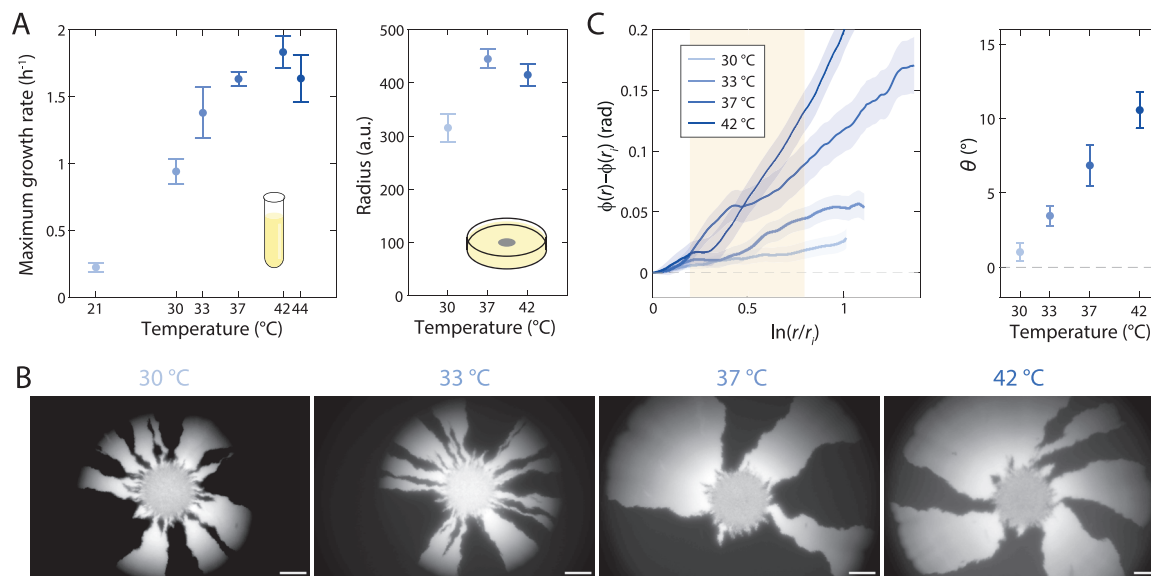 A
Maximum growth rate (h⁻¹)
2
1.5
1
0.5
0
21
30
33
37
42
44
Temperature (°C)
Radius (a.u.)
500
400
300
200
100
0
30
37
42
Temperature (°C)
C
ϕ(r)−ϕ(rᵢ) (rad)
0.2
0.15
0.1
0.05
0
30 °C
33 °C
37 °C
42 °C
0
0.5
1
ln(r/rᵢ)
θ (°)
15
10
5
0
30
33
37
42
Temperature (°C)
B
30 °C
33 °C
37 °C
42 °C